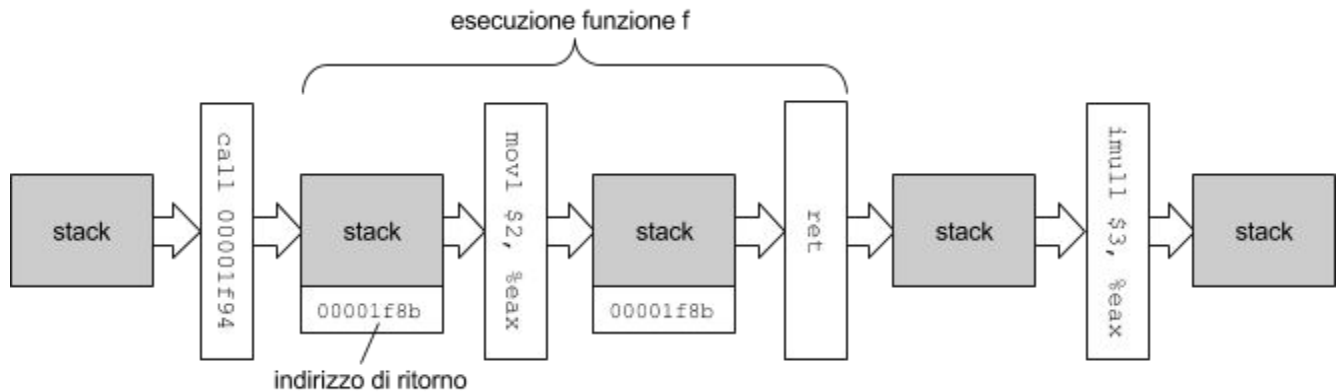 esecuzione funzione f
stack
call 00001f94
stack
00001f8b
indirizzo di ritorno
movl $2, %eax
stack
00001f8b
ret
stack
imull $3, %eax
stack